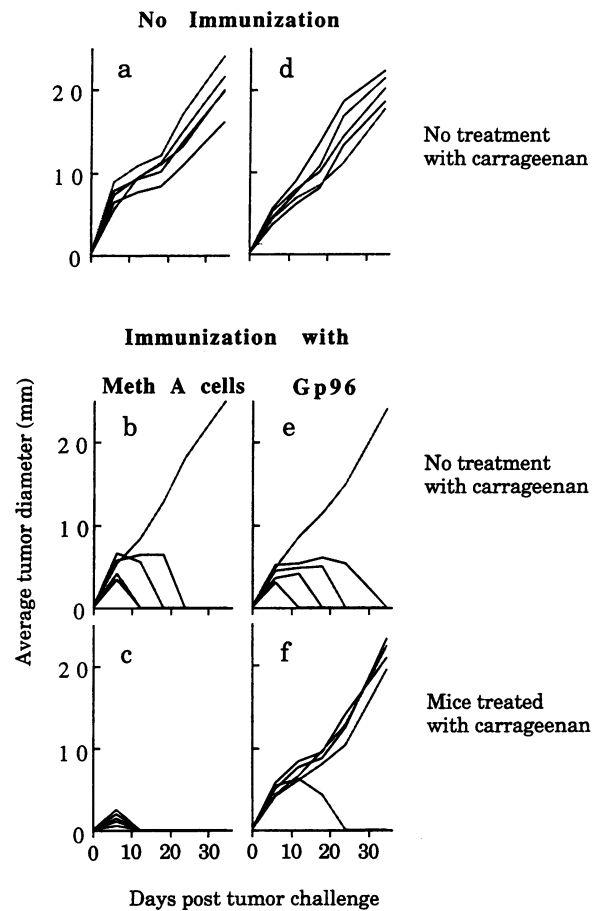 No Immunization
a
d
20
10
0
No treatment
with carrageenan
Immunization with
Meth A cells
Gp96
b
e
20
10
0
No treatment
with carrageenan
c
f
20
10
0
Mice treated
with carrageenan
0 10 20 30
0 10 20 30
Average tumor diameter (mm)
Days post tumor challenge